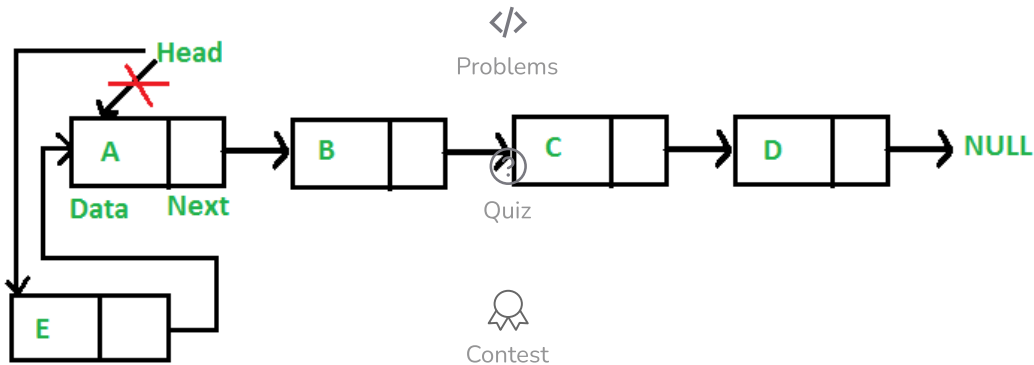 Problems
Head
A
B
C
D
NULL
Data
Next
?
Quiz
E
Contest